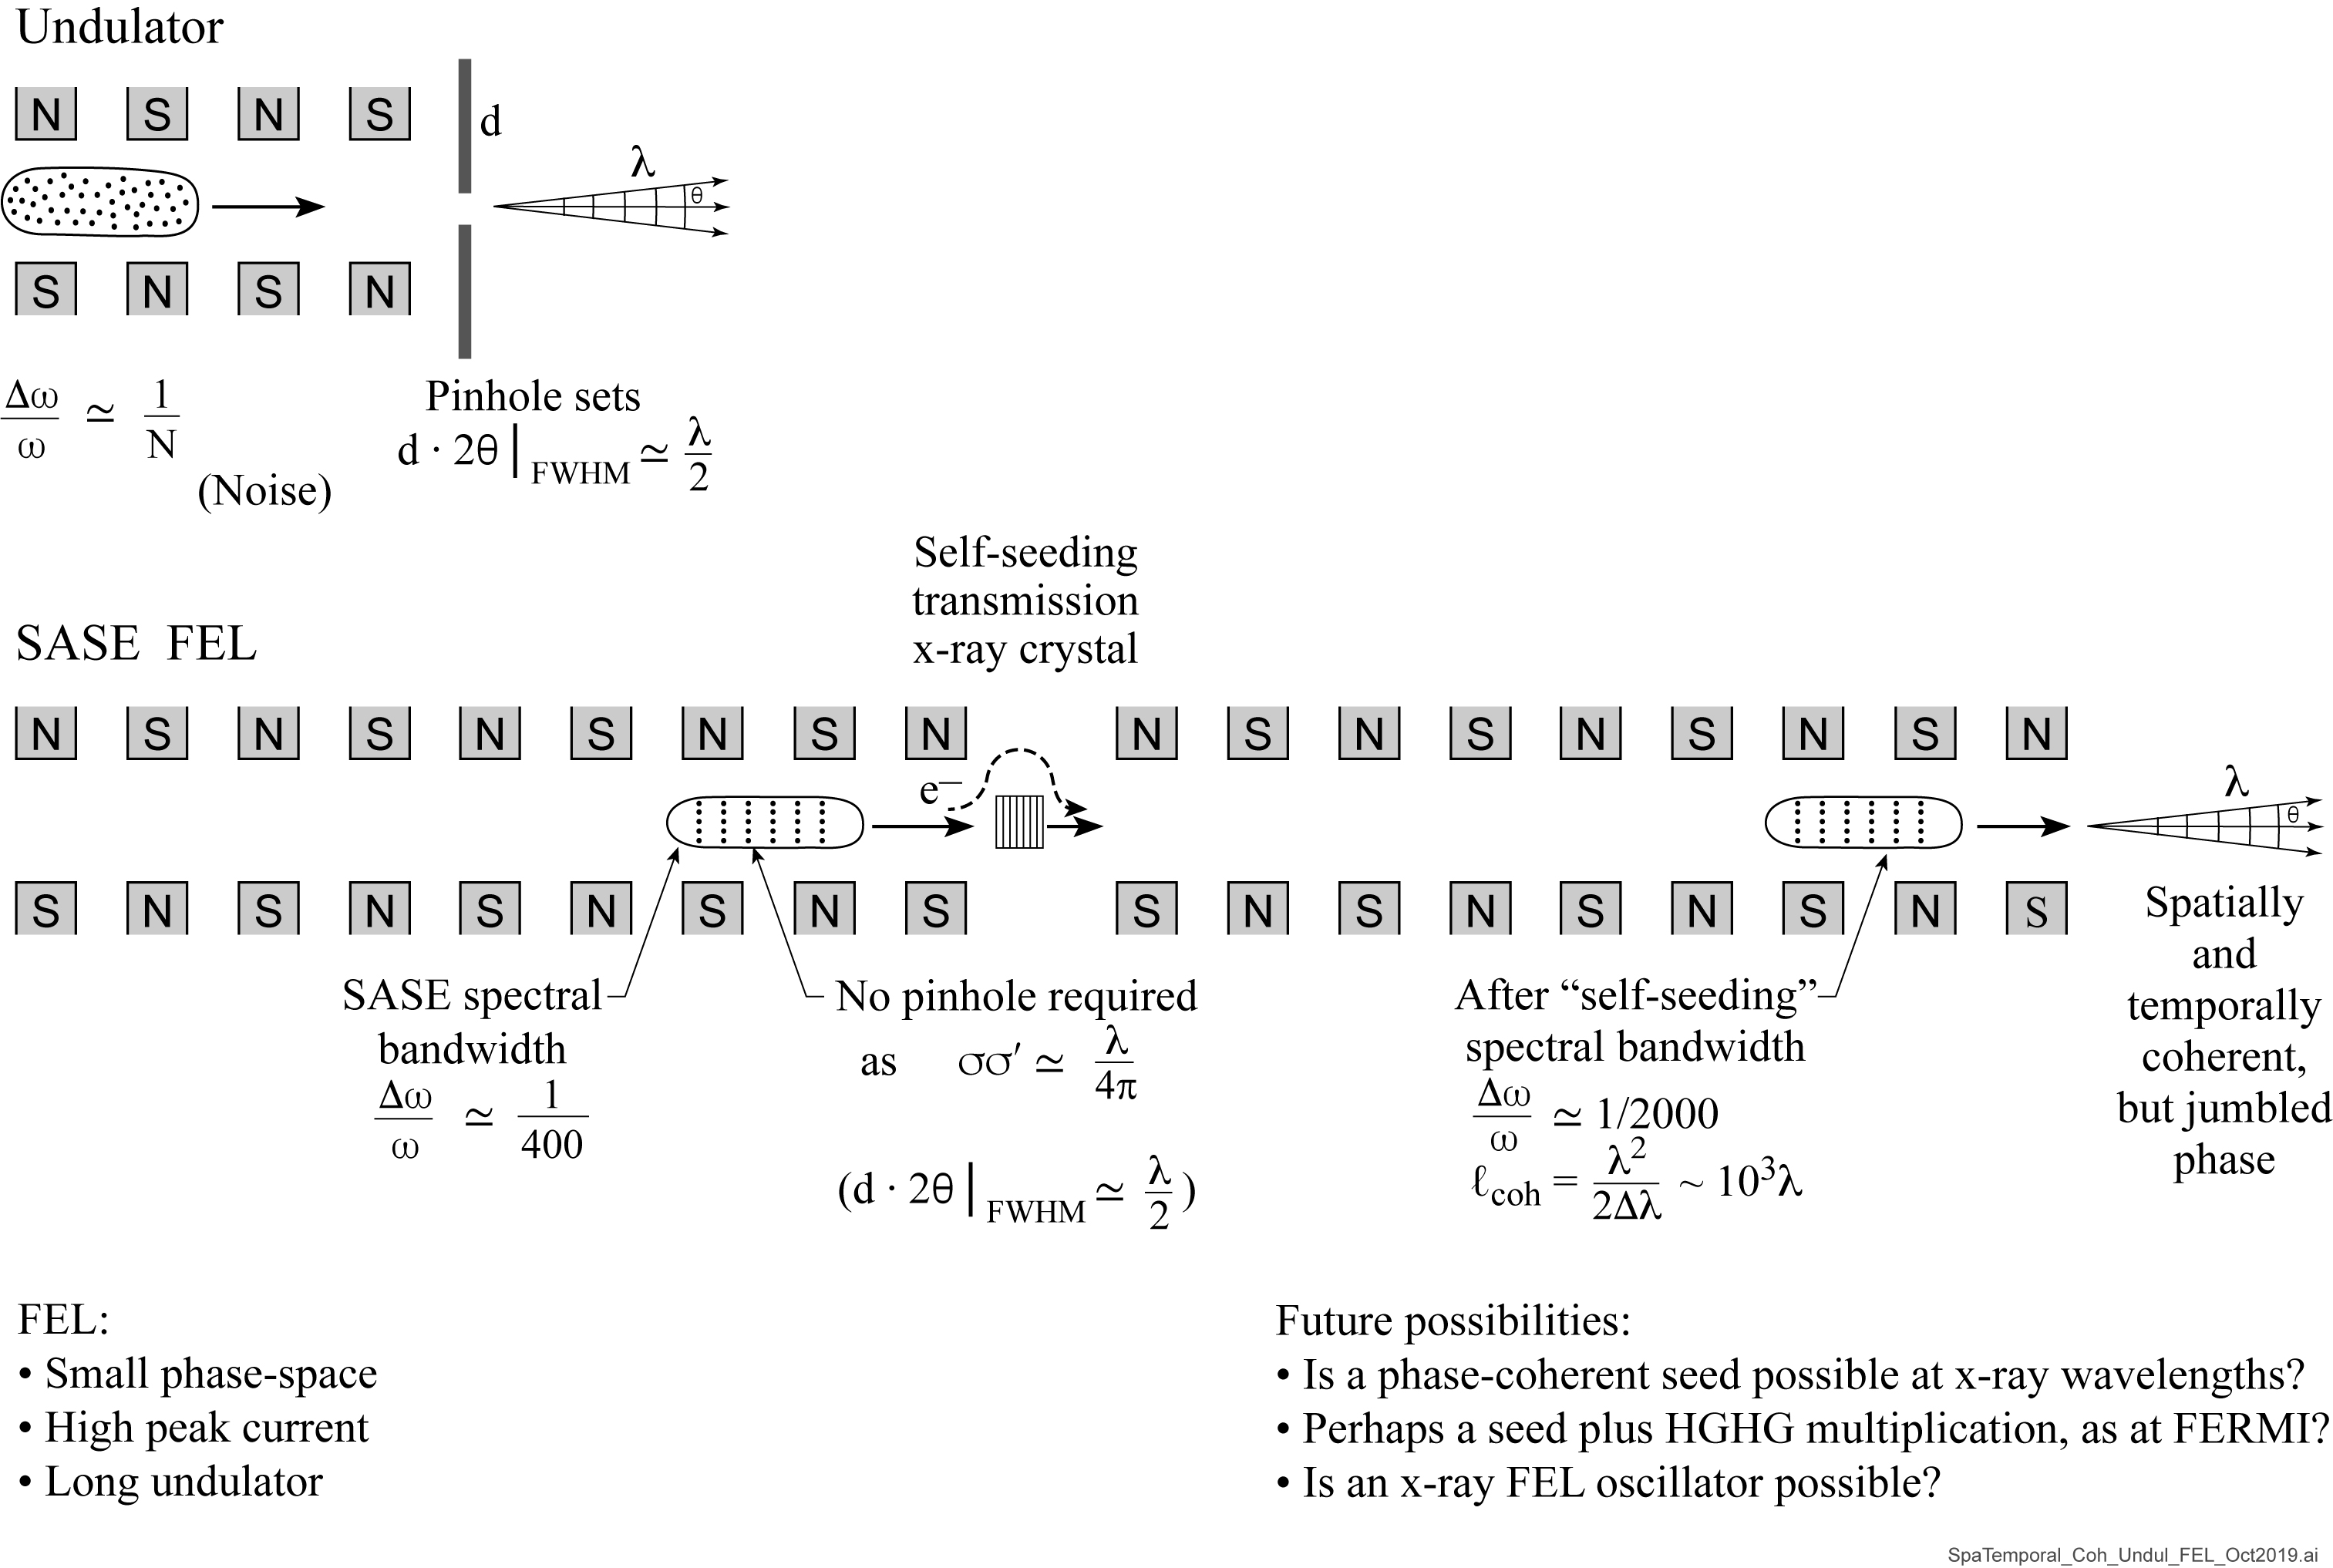 Undulator
N S N S
d
λ
θ
S N S N
Δω/ω ≃ 1/N
(Noise)
Pinhole sets
d · 2θ|FWHM ≃ λ/2
Self-seeding
transmission
x-ray crystal
SASE FEL
N S N S N S N S N N S N S N S N S N
e−
λ
θ
S N S N S N S N S S N S N S N S N S
SASE spectral
bandwidth
Δω/ω ≃ 1/400
No pinhole required
as σσ′ ≃ λ/4π
(d · 2θ|FWHM ≃ λ/2)
After “self-seeding”
spectral bandwidth
Δω/ω ≃ 1/2000
ℓcoh = λ²/2Δλ ~ 10³λ
Spatially
and
temporally
coherent,
but jumbled
phase
FEL:
• Small phase-space
• High peak current
• Long undulator
Future possibilities:
• Is a phase-coherent seed possible at x-ray wavelengths?
• Perhaps a seed plus HGHG multiplication, as at FERMI?
• Is an x-ray FEL oscillator possible?
SpaTemporal_Coh_Undul_FEL_Oct2019.ai